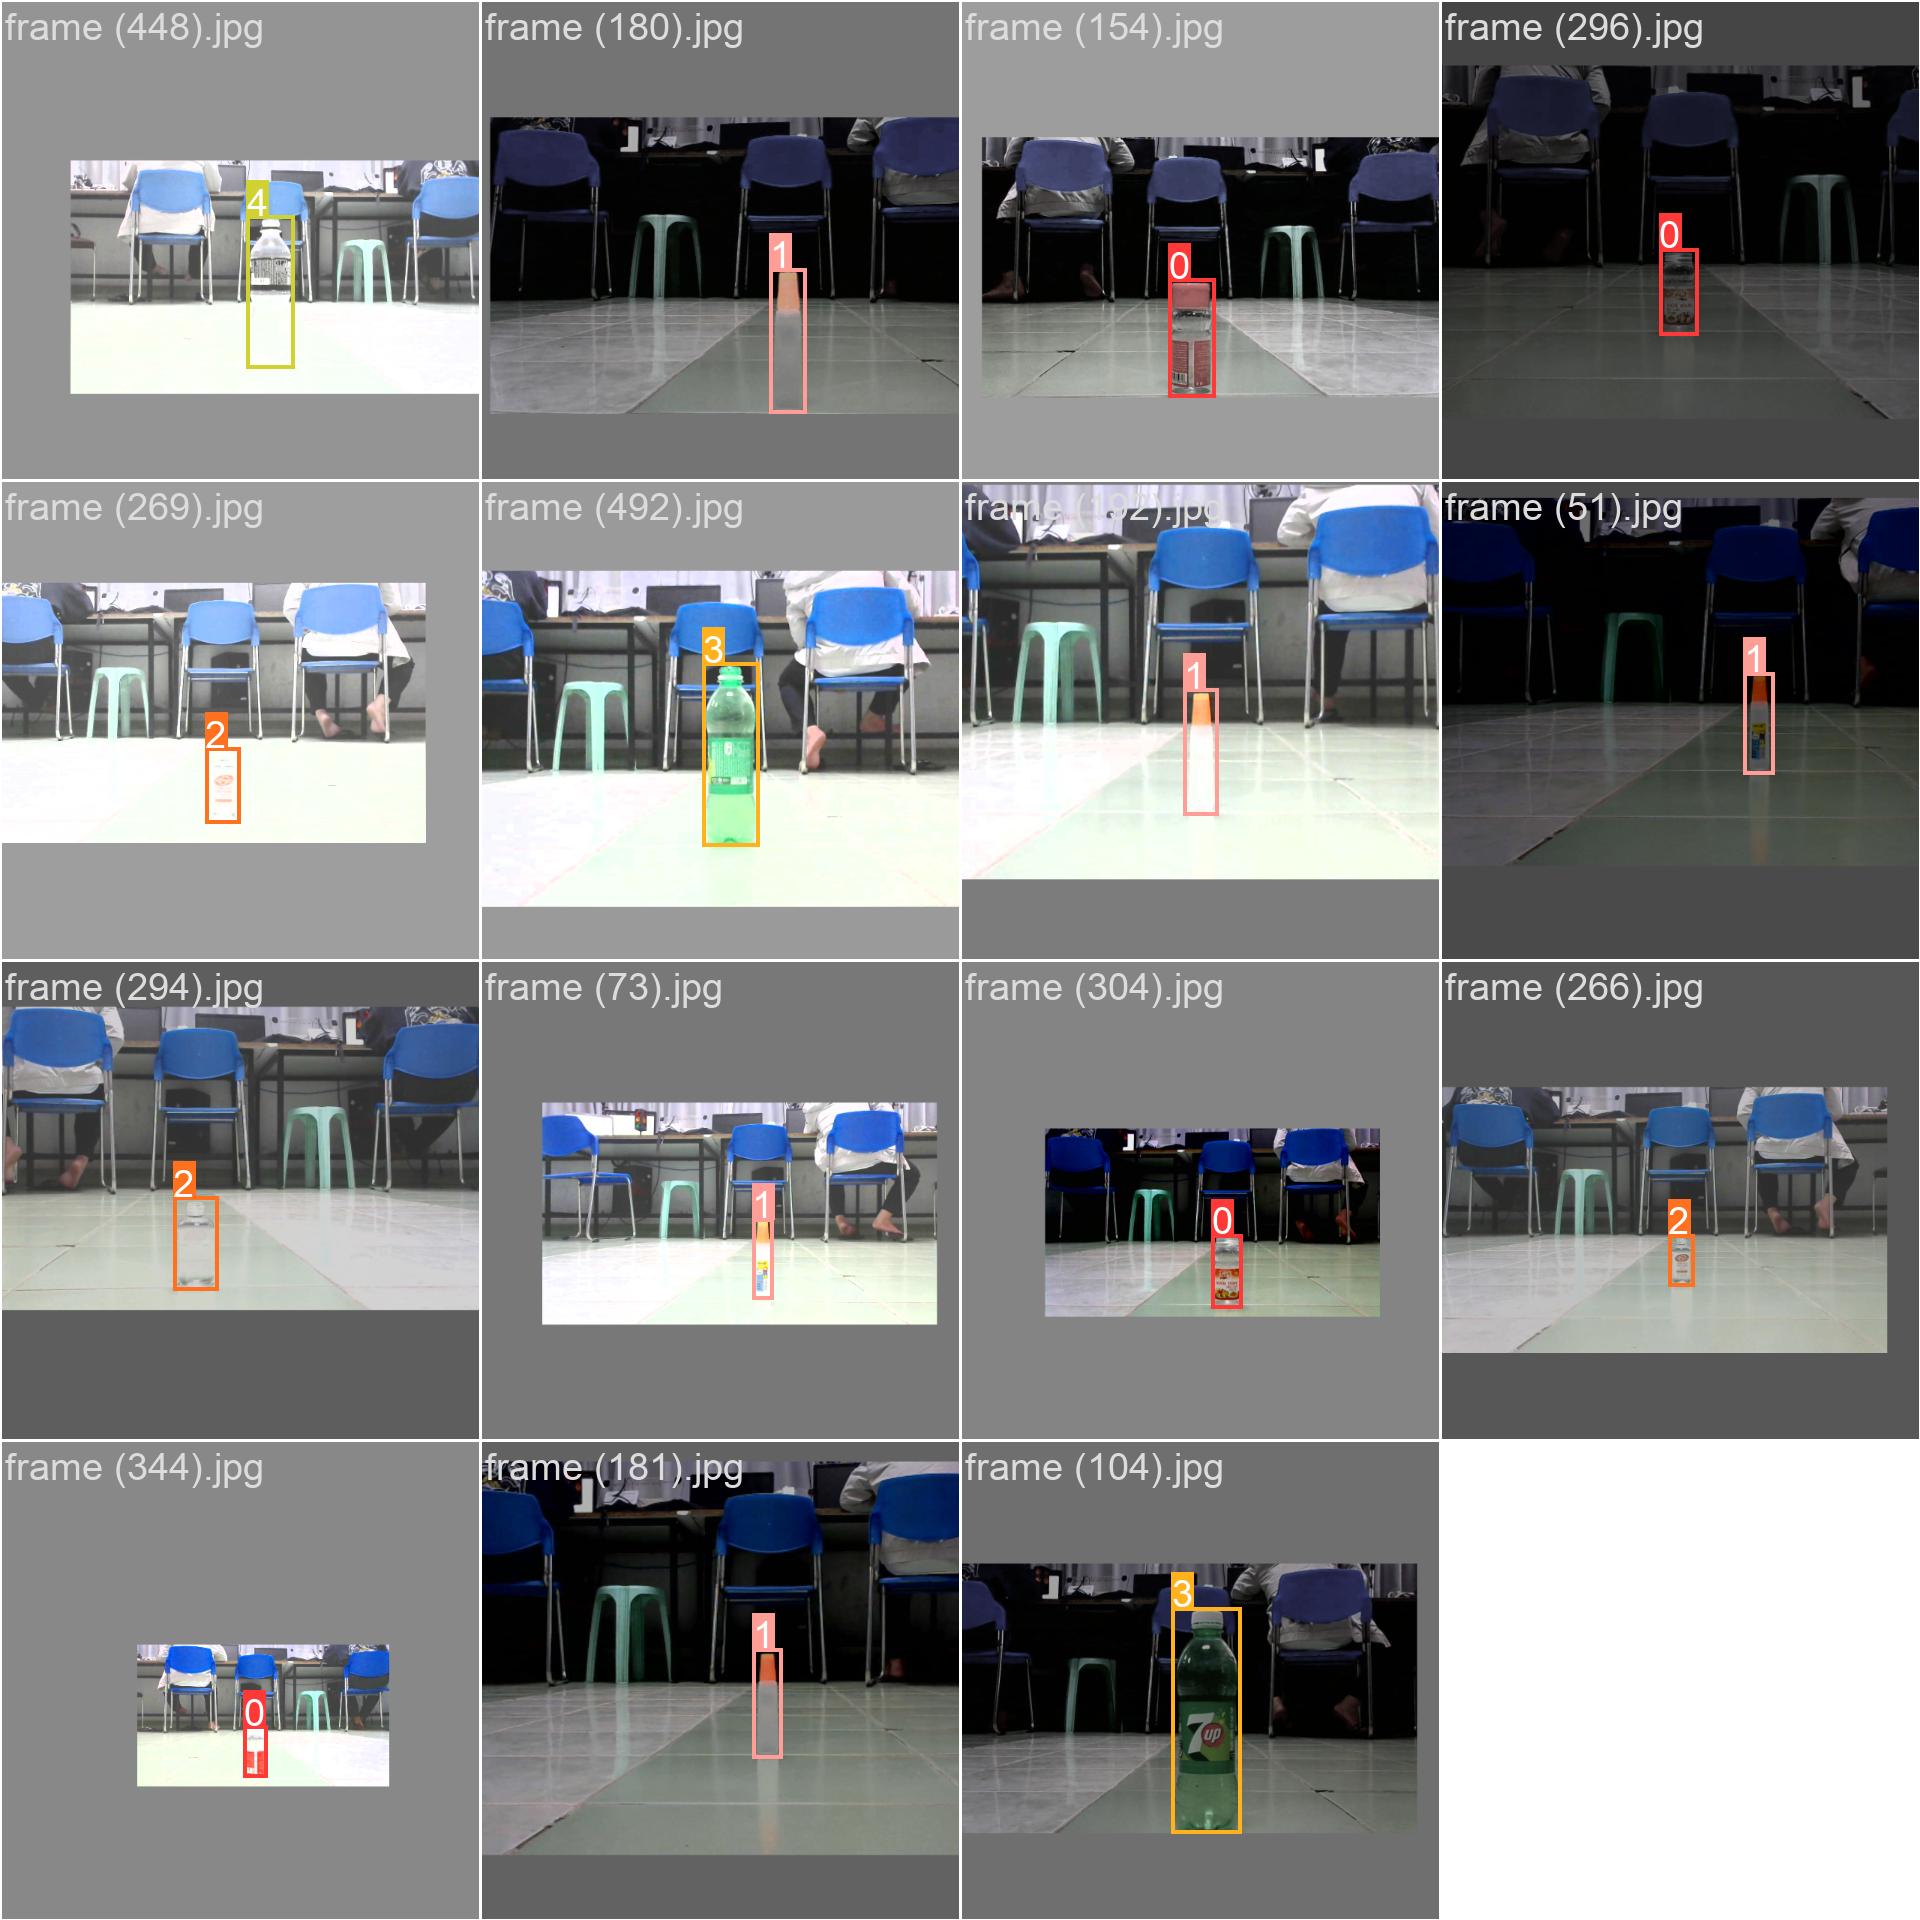 frame (448).jpg
frame (180).jpg
frame (154).jpg
frame (296).jpg
4
1
0
0
frame (269).jpg
frame (492).jpg
frame (192).jpg
frame (51).jpg
2
3
1
1
frame (294).jpg
frame (73).jpg
frame (304).jpg
frame (266).jpg
2
1
0
2
frame (344).jpg
frame (181).jpg
frame (104).jpg
0
1
3
7up